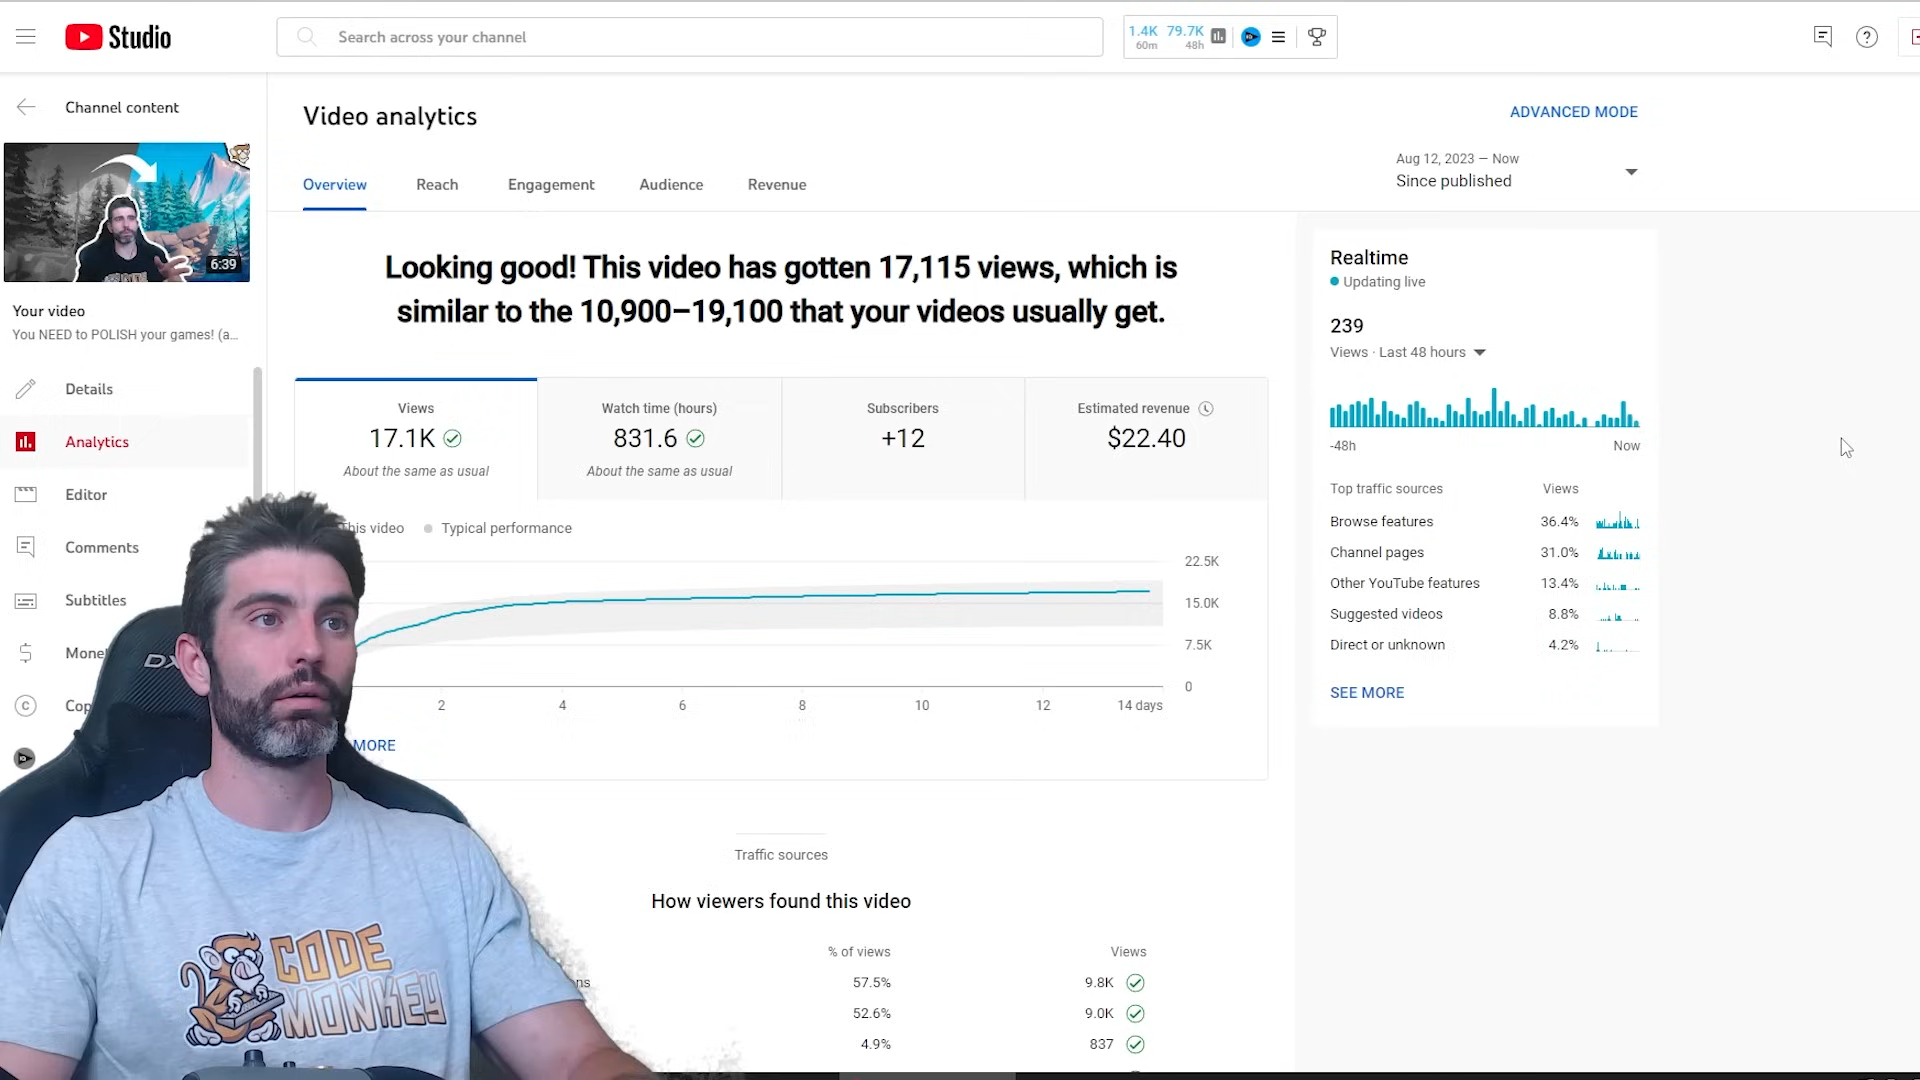 Studio
Search across your channel
1.4K 79.7K
60m 48h
Channel content
6:39
Your video
You NEED to POLISH your games! (a...
Details
Analytics
Editor
Comments
Subtitles
Video analytics
ADVANCED MODE
Overview Reach Engagement Audience Revenue
Aug 12, 2023 – Now
Since published
Looking good! This video has gotten 17,115 views, which is
similar to the 10,900–19,100 that your videos usually get.
Views
17.1K
About the same as usual
Watch time (hours)
831.6
About the same as usual
Subscribers
+12
Estimated revenue
$22.40
This video Typical performance
22.5K
15.0K
7.5K
0
2 4 6 8 10 12 14 days
MORE
Traffic sources
How viewers found this video
% of views Views
57.5% 9.8K
52.6% 9.0K
4.9% 837
Realtime
Updating live
239
Views · Last 48 hours
-48h Now
Top traffic sources Views
Browse features 36.4%
Channel pages 31.0%
Other YouTube features 13.4%
Suggested videos 8.8%
Direct or unknown 4.2%
SEE MORE
DX
CODE
MONKEY